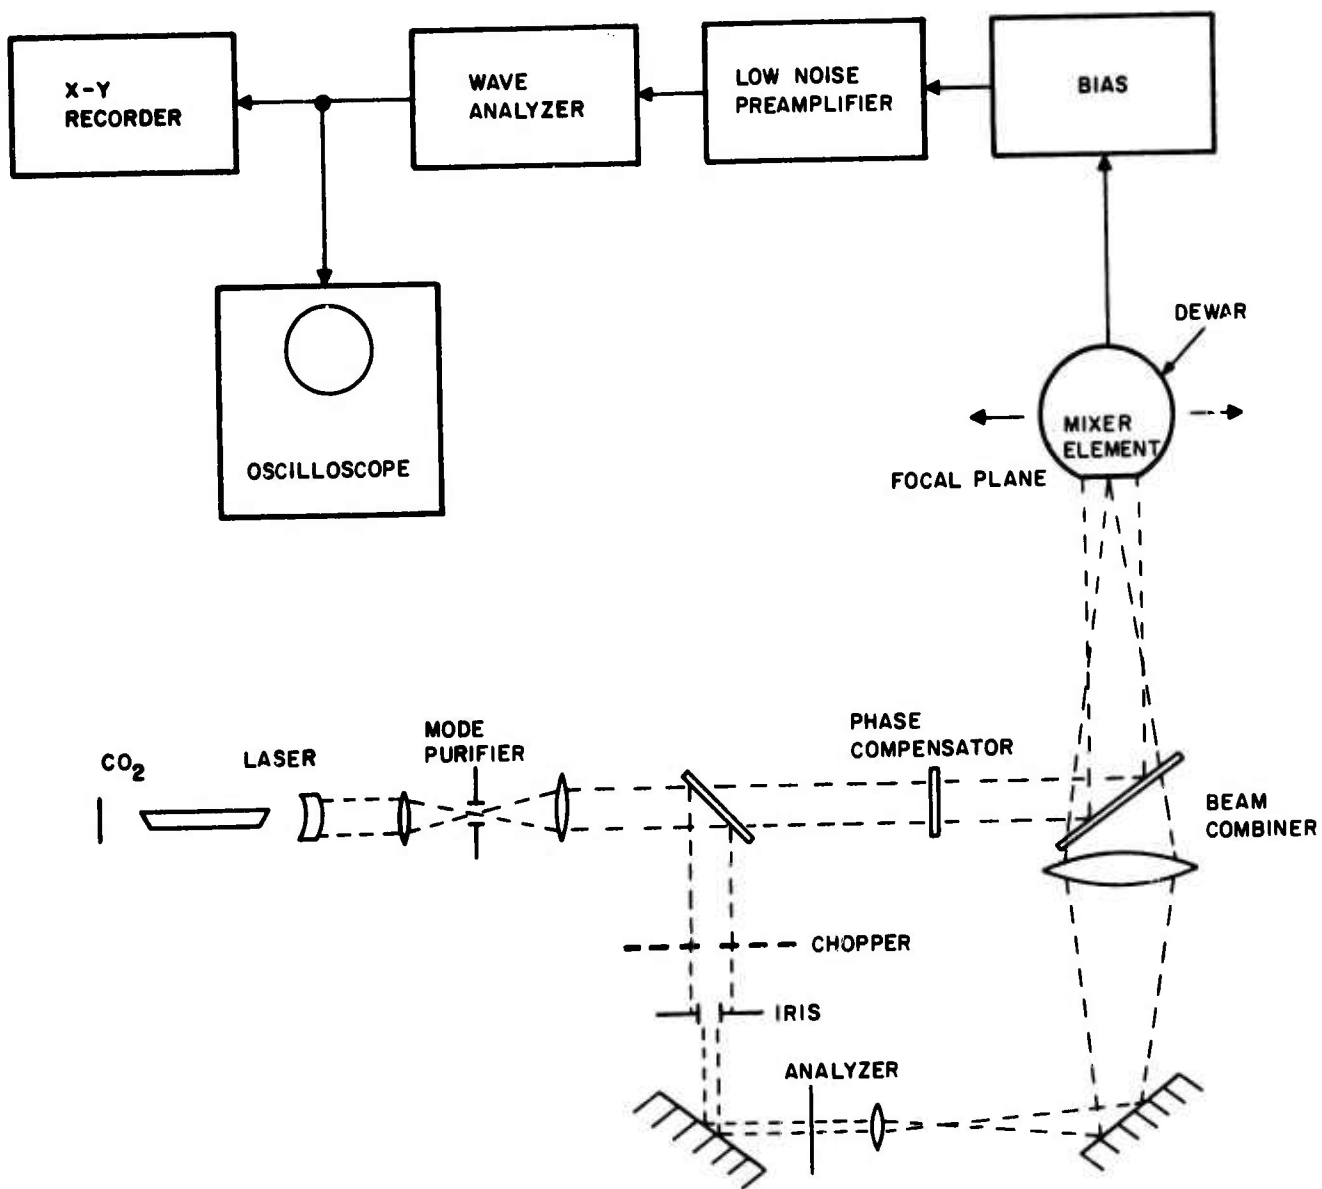 X-Y
RECORDER
WAVE
ANALYZER
LOW NOISE
PREAMPLIFIER
BIAS
OSCILLOSCOPE
DEWAR
MIXER
ELEMENT
FOCAL PLANE
CO2
LASER
MODE
PURIFIER
PHASE
COMPENSATOR
BEAM
COMBINER
CHOPPER
IRIS
ANALYZER